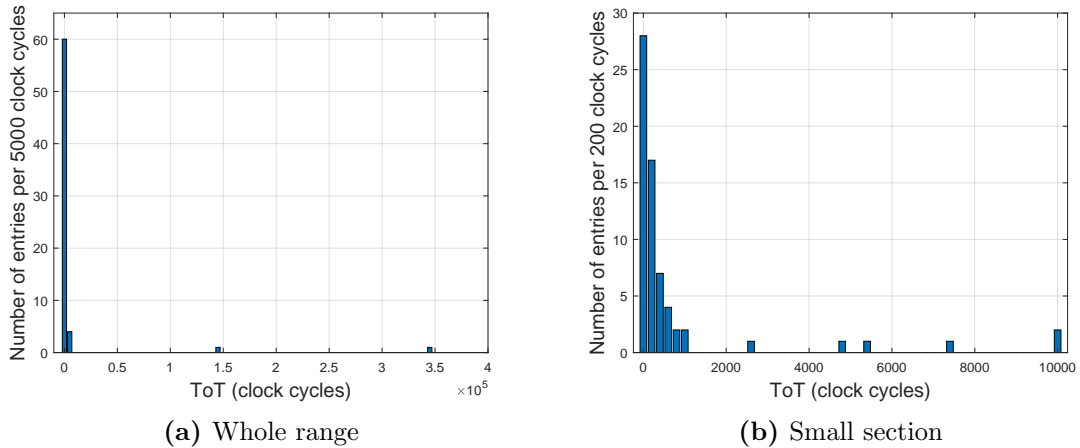 Number of entries per 5000 clock cycles
60
50
40
30
20
10
0
0 0.5 1 1.5 2 2.5 3 3.5 4
×10^5
ToT (clock cycles)
(a) Whole range
Number of entries per 200 clock cycles
30
25
20
15
10
5
0
0 2000 4000 6000 8000 10000
ToT (clock cycles)
(b) Small section